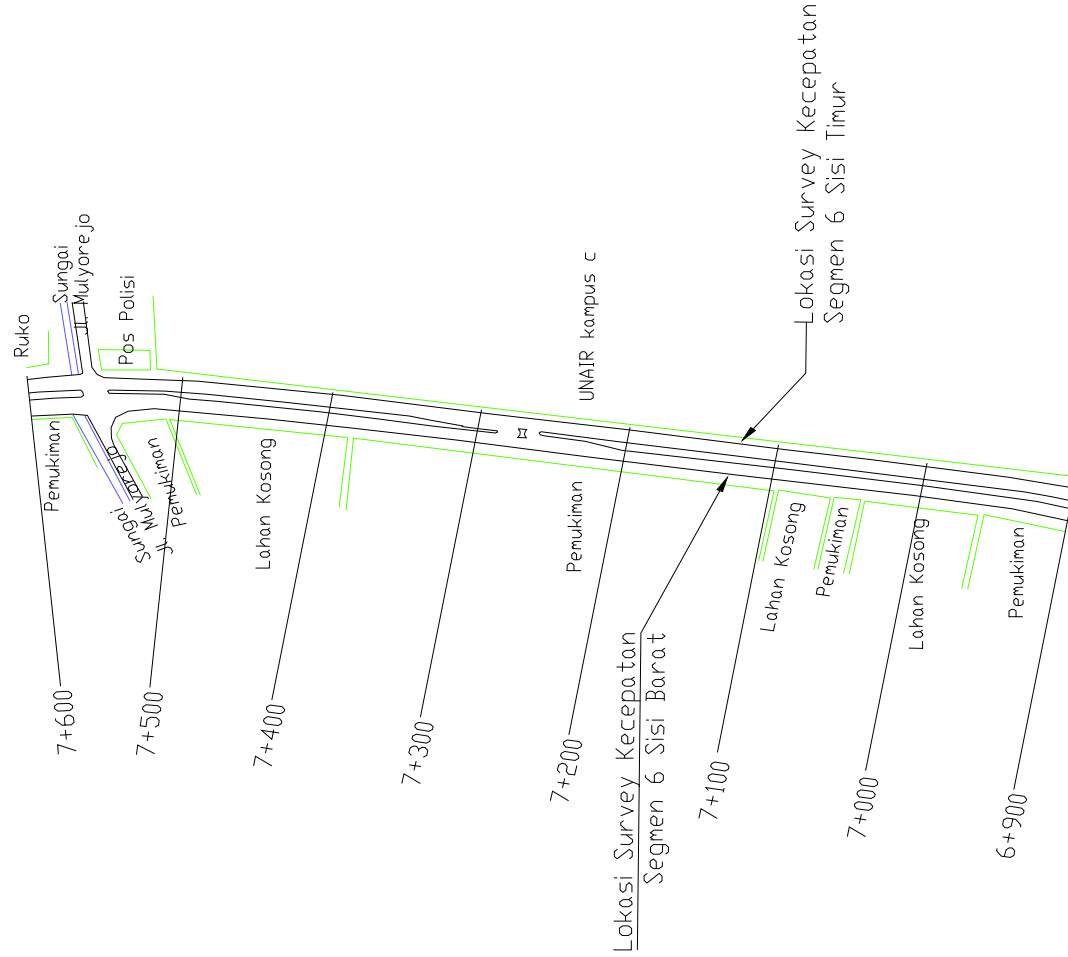 Ruko
Sungai
Jl. Mulyorejo
Pos Polisi
Pemukiman
Sungai
Jl. Mulyorejo
Pemukiman
Lahan Kosong
UNAIR kampus C
Lokasi Survey Kecepatan
Segmen 6 Sisi Timur
Pemukiman
Lahan Kosong
Pemukiman
Lahan Kosong
Pemukiman
Lokasi Survey Kecepatan
Segmen 6 Sisi Barat
7+600
7+500
7+400
7+300
7+200
7+100
7+000
6+900